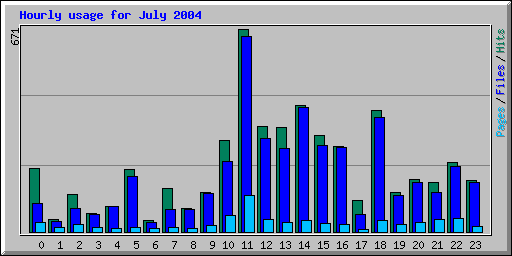 Hourly usage for July 2004
671
Pages / Files / Hits
0 1 2 3 4 5 6 7 8 9 10 11 12 13 14 15 16 17 18 19 20 21 22 23